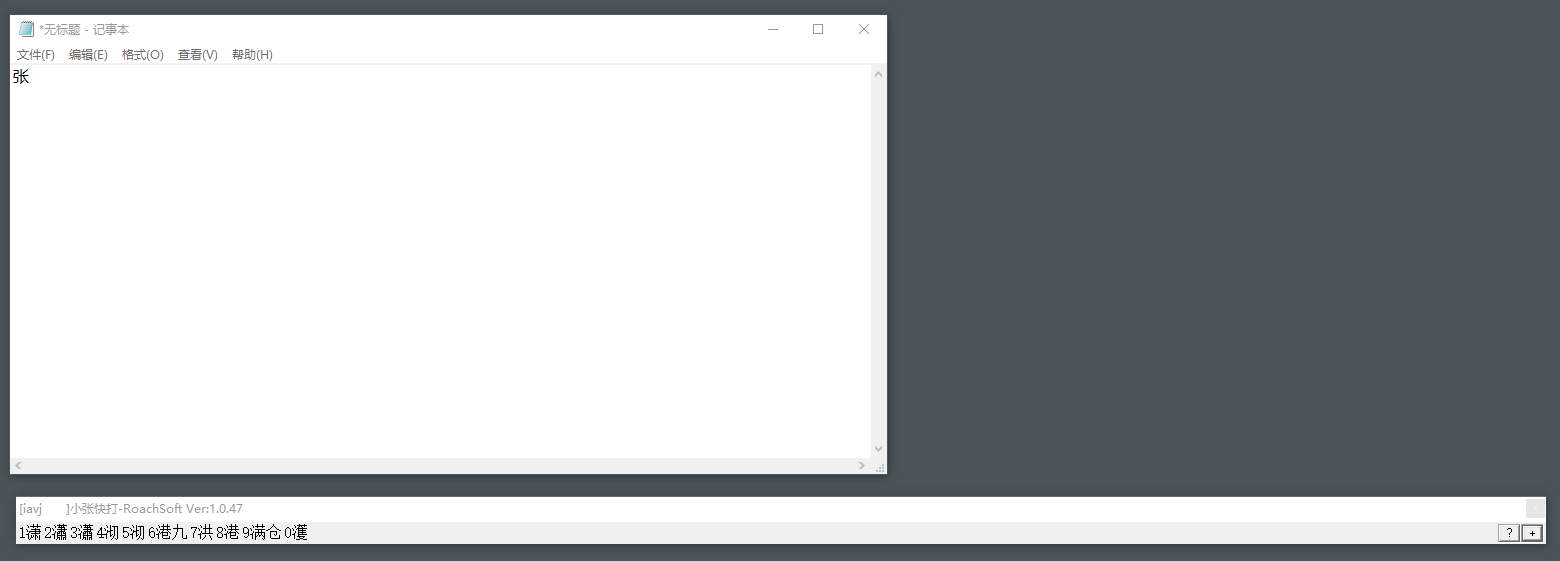 *无标题 - 记事本
文件(F) 编辑(E) 格式(O) 查看(V) 帮助(H)
张
[iavj ]小张快打-RoachSoft Ver:1.0.47
1潇 2瀟 3瀟 4沏 5沏 6港九 7洪 8港 9满仓 0濩
? +